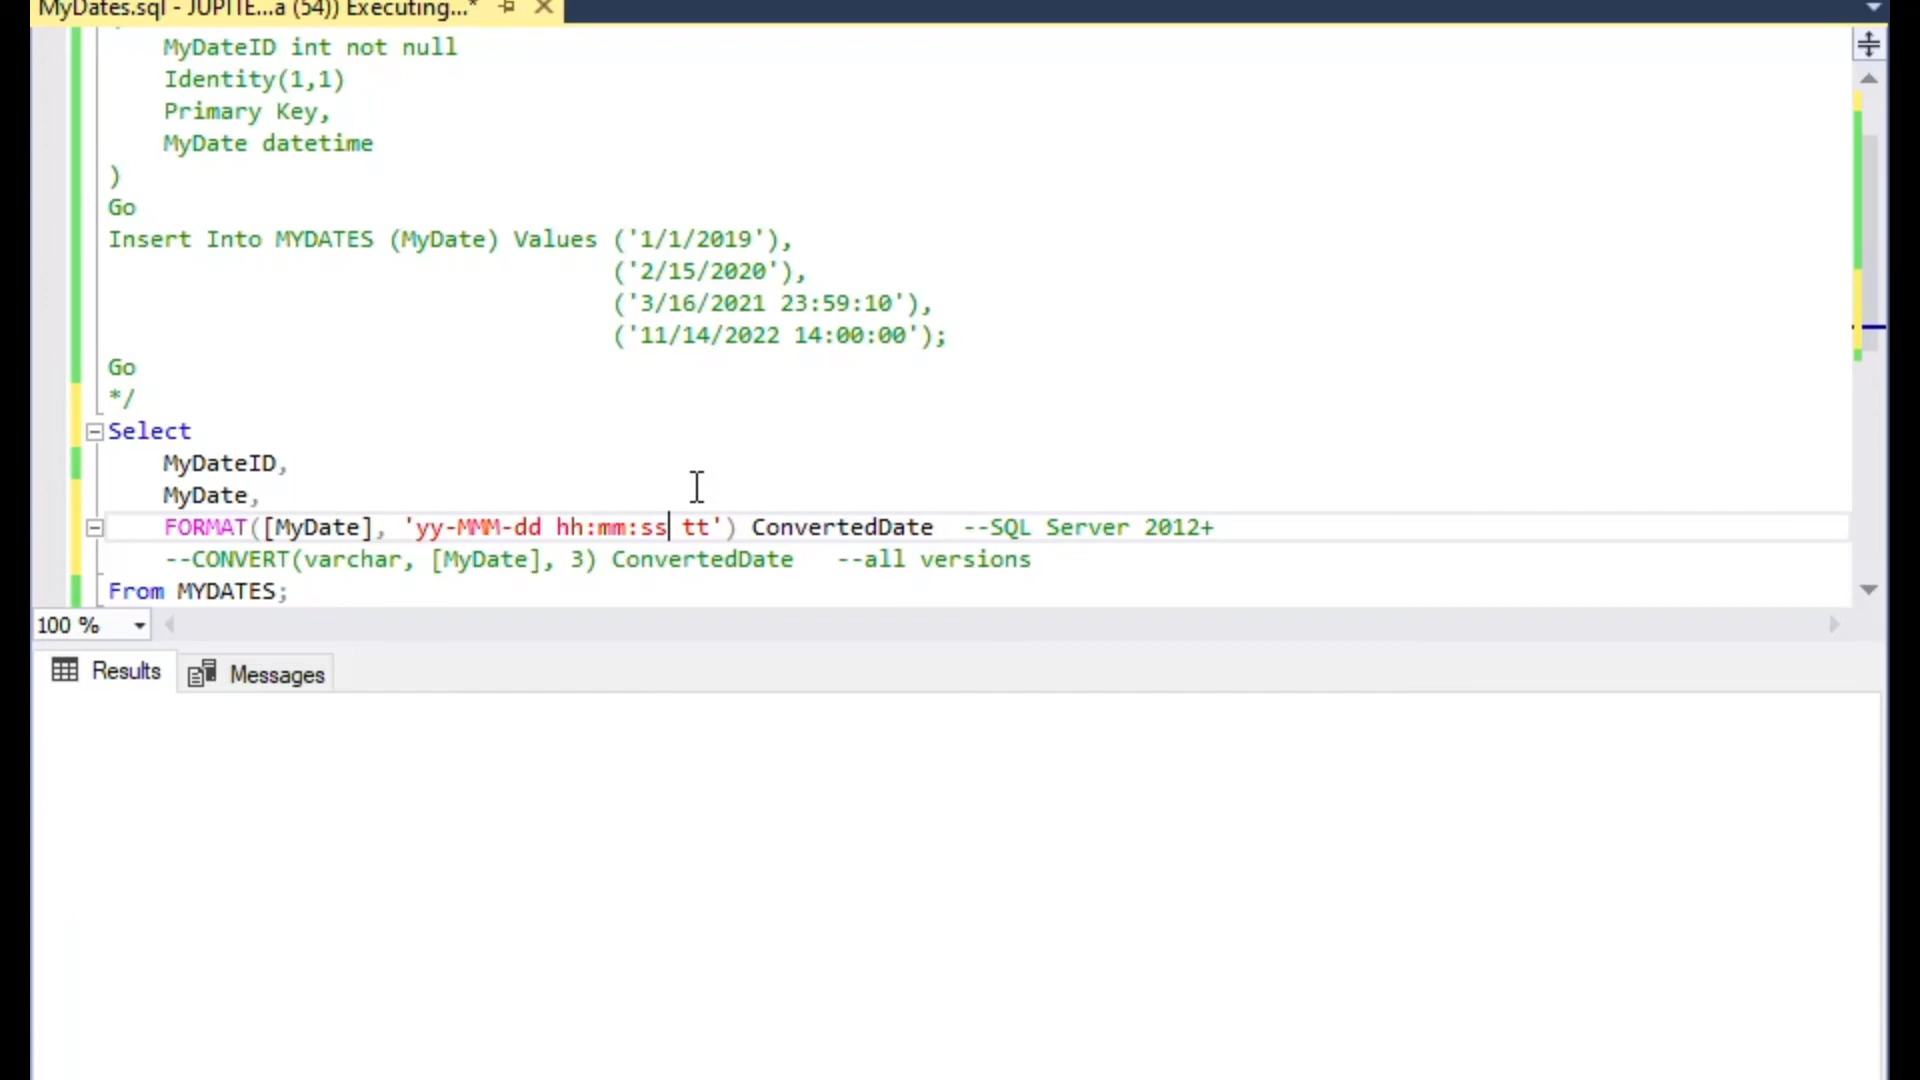 MyDates.sql - JUPITE...a (54)) Executing...*
MyDateID int not null
Identity(1,1)
Primary Key,
MyDate datetime
)
Go
Insert Into MYDATES (MyDate) Values ('1/1/2019'),
('2/15/2020'),
('3/16/2021 23:59:10'),
('11/14/2022 14:00:00');
Go
*/
Select
MyDateID,
MyDate,
FORMAT([MyDate], 'yy-MMM-dd hh:mm:ss tt') ConvertedDate  --SQL Server 2012+
--CONVERT(varchar, [MyDate], 3) ConvertedDate   --all versions
From MYDATES;
100 %
Results Messages